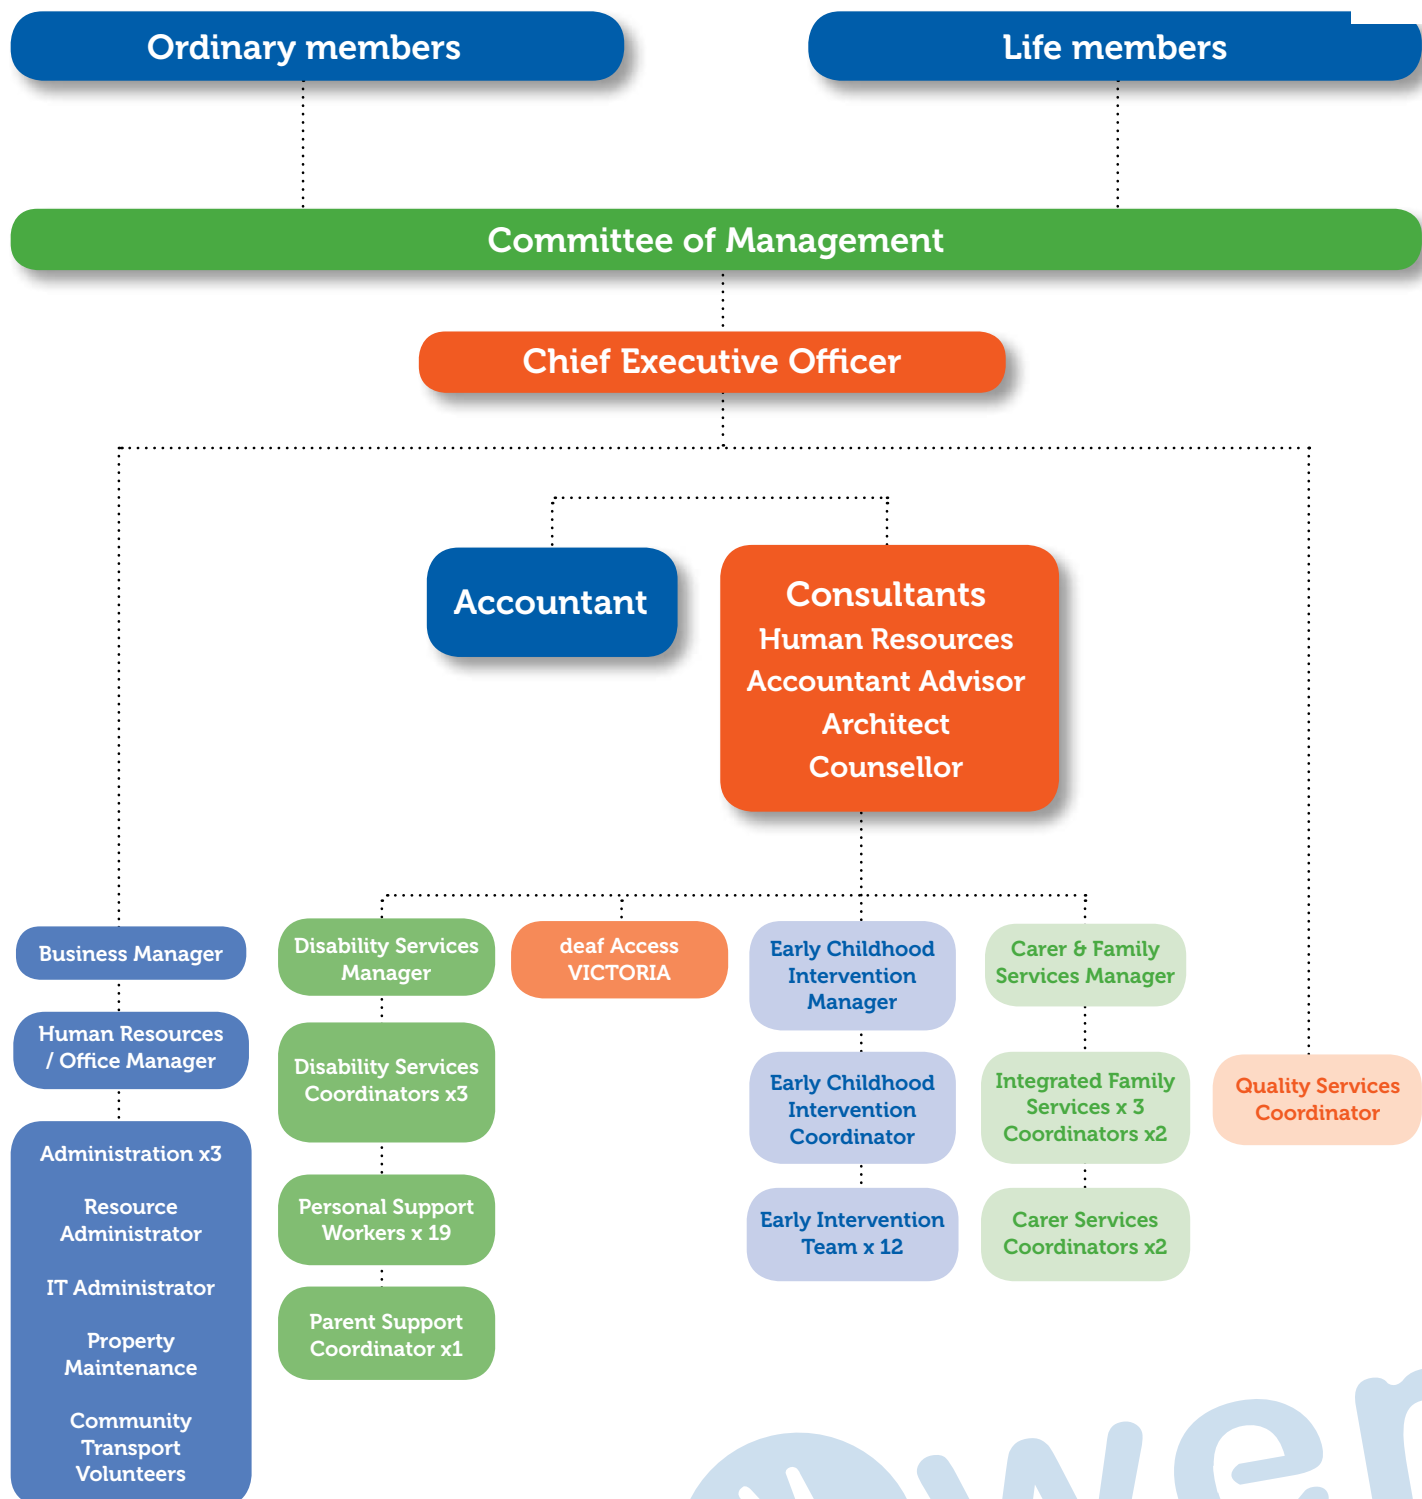 Ordinary members
Life members
Committee of Management
Chief Executive Officer
Accountant
Consultants
Human Resources
Accountant Advisor
Architect
Counsellor
Business Manager
Human Resources
/ Office Manager
Administration x3
Resource
Administrator
IT Administrator
Property
Maintenance
Community
Transport
Volunteers
Disability Services
Manager
Disability Services
Coordinators x3
Personal Support
Workers x 19
Parent Support
Coordinator x1
deaf Access
VICTORIA
Early Childhood
Intervention
Manager
Early Childhood
Intervention
Coordinator
Early Intervention
Team x 12
Carer & Family
Services Manager
Integrated Family
Services x 3
Coordinators x2
Carer Services
Coordinators x2
Quality Services
Coordinator